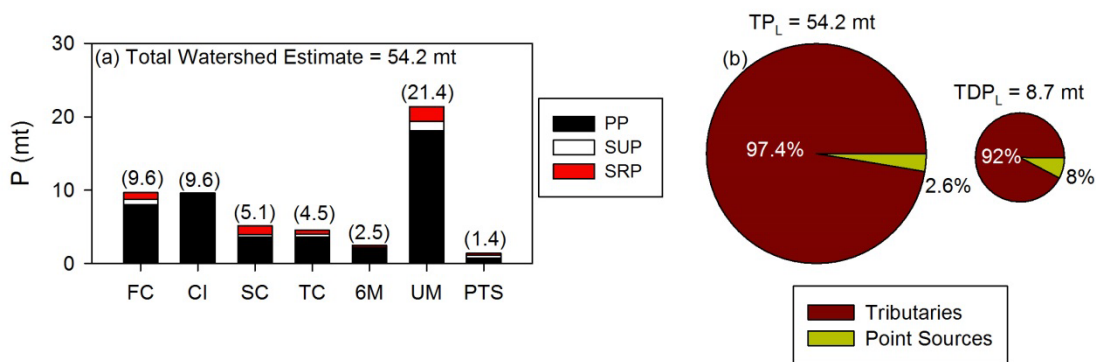 (a) Total Watershed Estimate = 54.2 mt
P (mt)
30
20
10
0
(9.6)
(9.6)
(5.1)
(4.5)
(2.5)
(21.4)
(1.4)
FC
CI
SC
TC
6M
UM
PTS
PP
SUP
SRP
TPL = 54.2 mt
(b)
97.4%
2.6%
TDPL = 8.7 mt
92%
8%
Tributaries
Point Sources